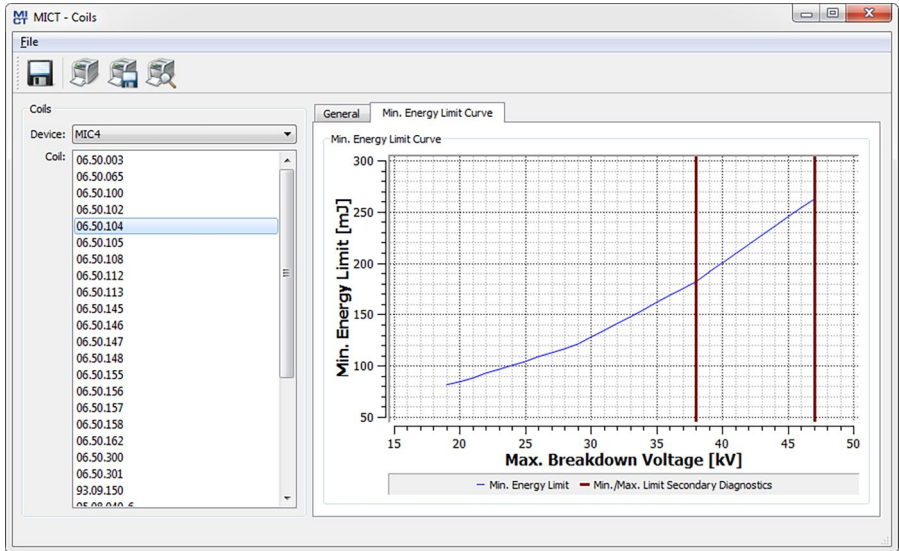 MICT - Coils
File
Coils
Device: MIC4
Coil:
06.50.003
06.50.065
06.50.100
06.50.102
06.50.104
06.50.105
06.50.108
06.50.112
06.50.113
06.50.145
06.50.146
06.50.147
06.50.148
06.50.155
06.50.156
06.50.157
06.50.158
06.50.162
06.50.300
06.50.301
93.09.150
General
Min. Energy Limit Curve
Min. Energy Limit Curve
Min. Energy Limit [mJ]
300
250
200
150
100
50
15 20 25 30 35 40 45 50
Max. Breakdown Voltage [kV]
Min. Energy Limit Min./Max. Limit Secondary Diagnostics